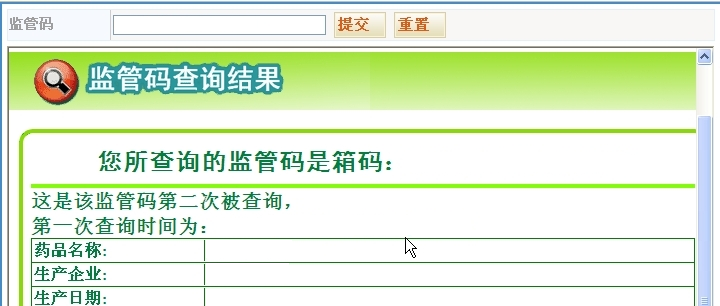 监管码 提交 重置
监管码查询结果
您所查询的监管码是箱码：
这是该监管码第二次被查询，
第一次查询时间为：
药品名称:
生产企业:
生产日期: